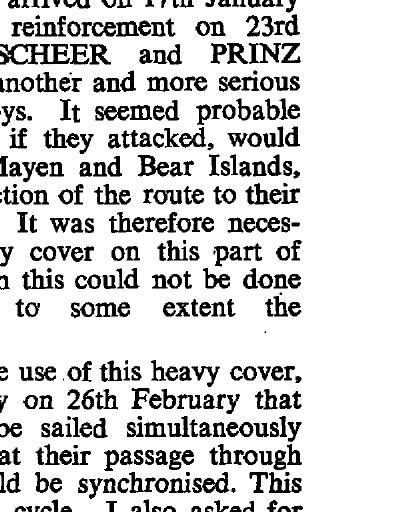 arrived on 17th January
reinforcement on 23rd
SCHEER and PRINZ
another and more serious
ys. It seemed probable
if they attacked, would
Mayen and Bear Islands,
ction of the route to their
It was therefore neces-
y cover on this part of
n this could not be done
to some extent the
e use of this heavy cover,
y on 26th February that
be sailed simultaneously
at their passage through
ld be synchronised. This
cycle. I also asked for